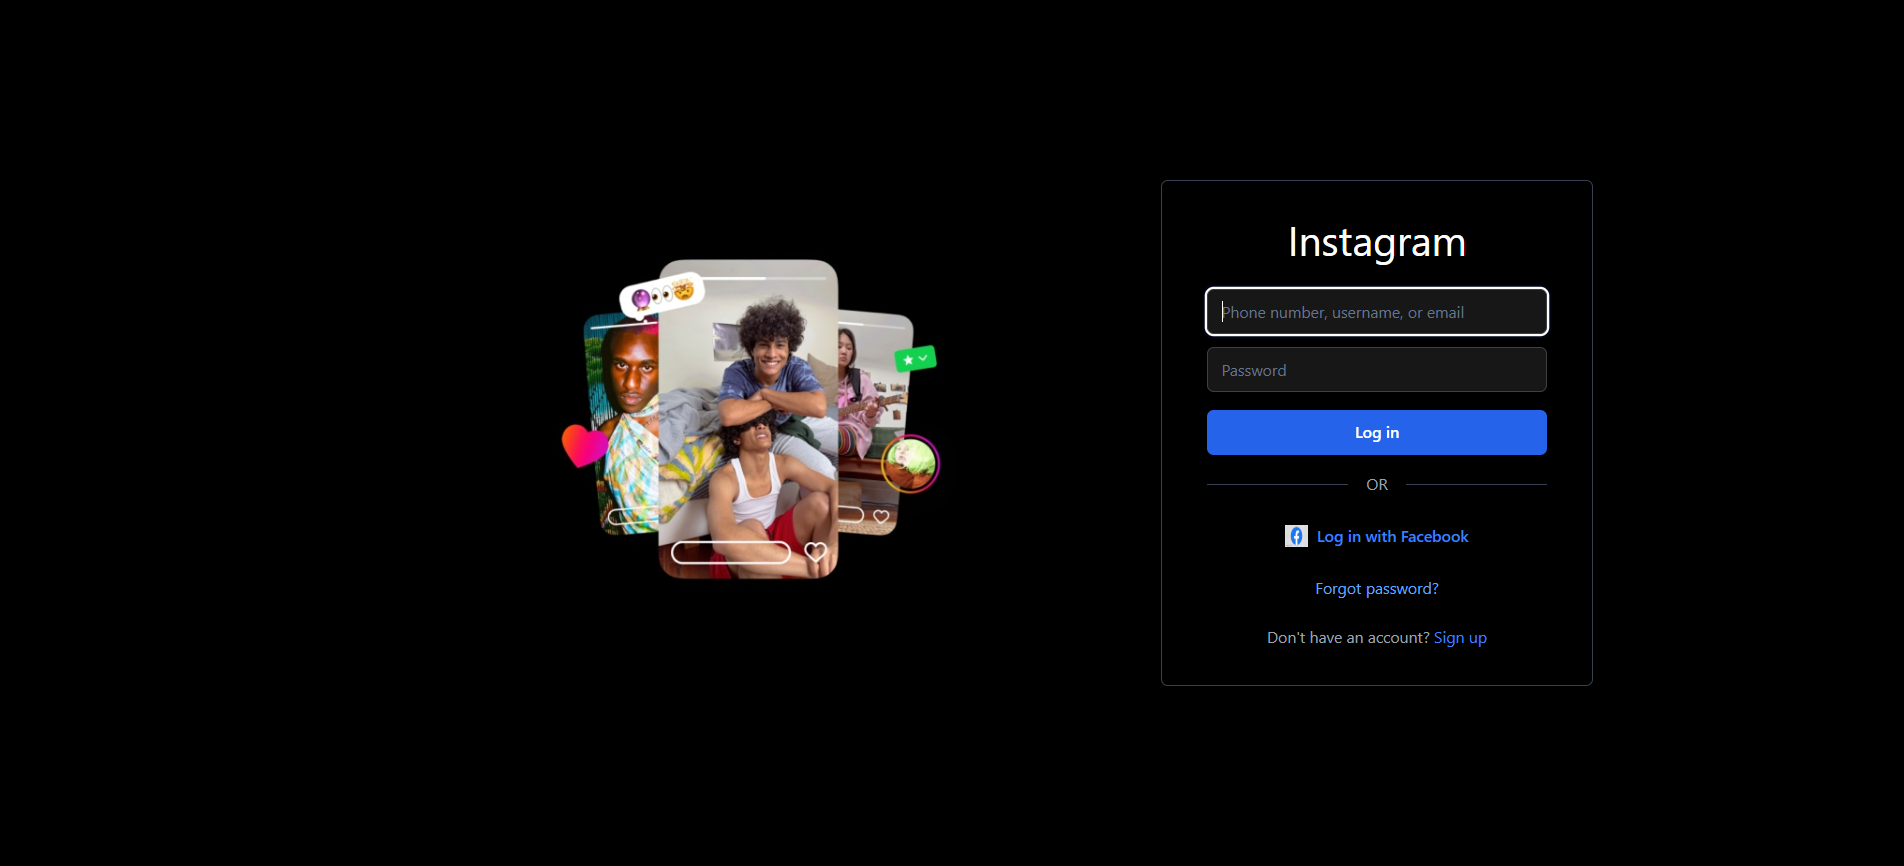 Instagram
Phone number, username, or email
Password
Log in
OR
Log in with Facebook
Forgot password?
Don't have an account? Sign up